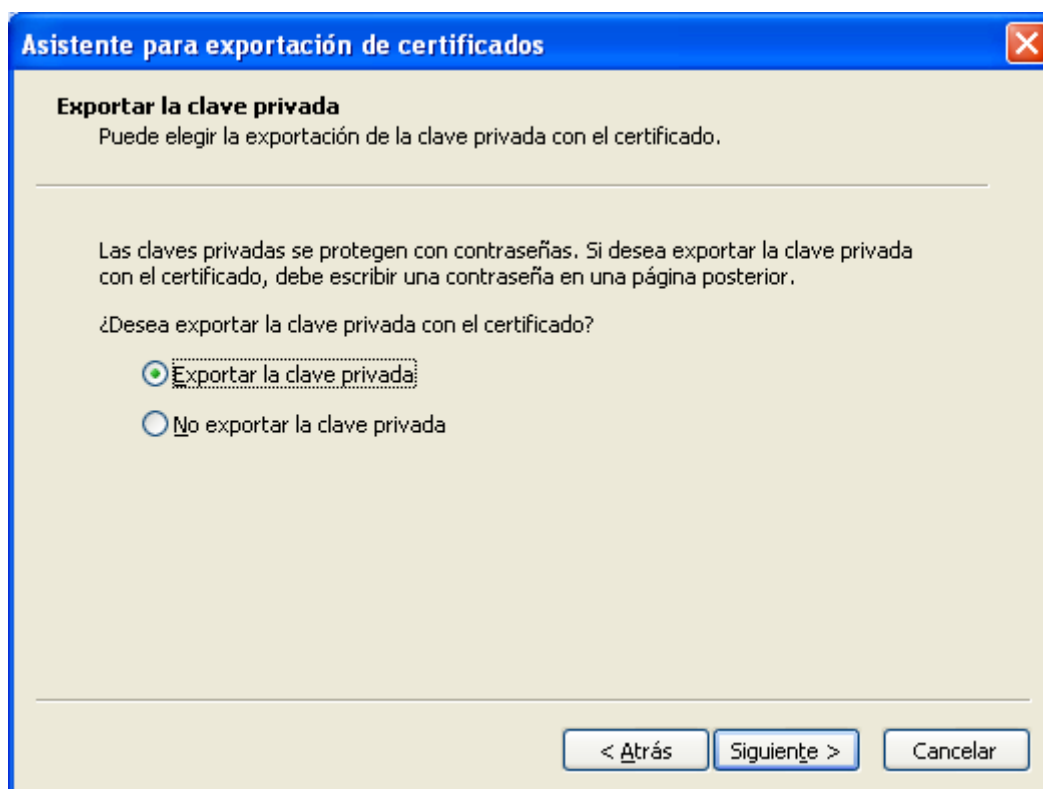 Asistente para exportación de certificados
Exportar la clave privada
Puede elegir la exportación de la clave privada con el certificado.
Las claves privadas se protegen con contraseñas. Si desea exportar la clave privada
con el certificado, debe escribir una contraseña en una página posterior.
¿Desea exportar la clave privada con el certificado?
Exportar la clave privada
No exportar la clave privada
< Atrás
Siguiente >
Cancelar